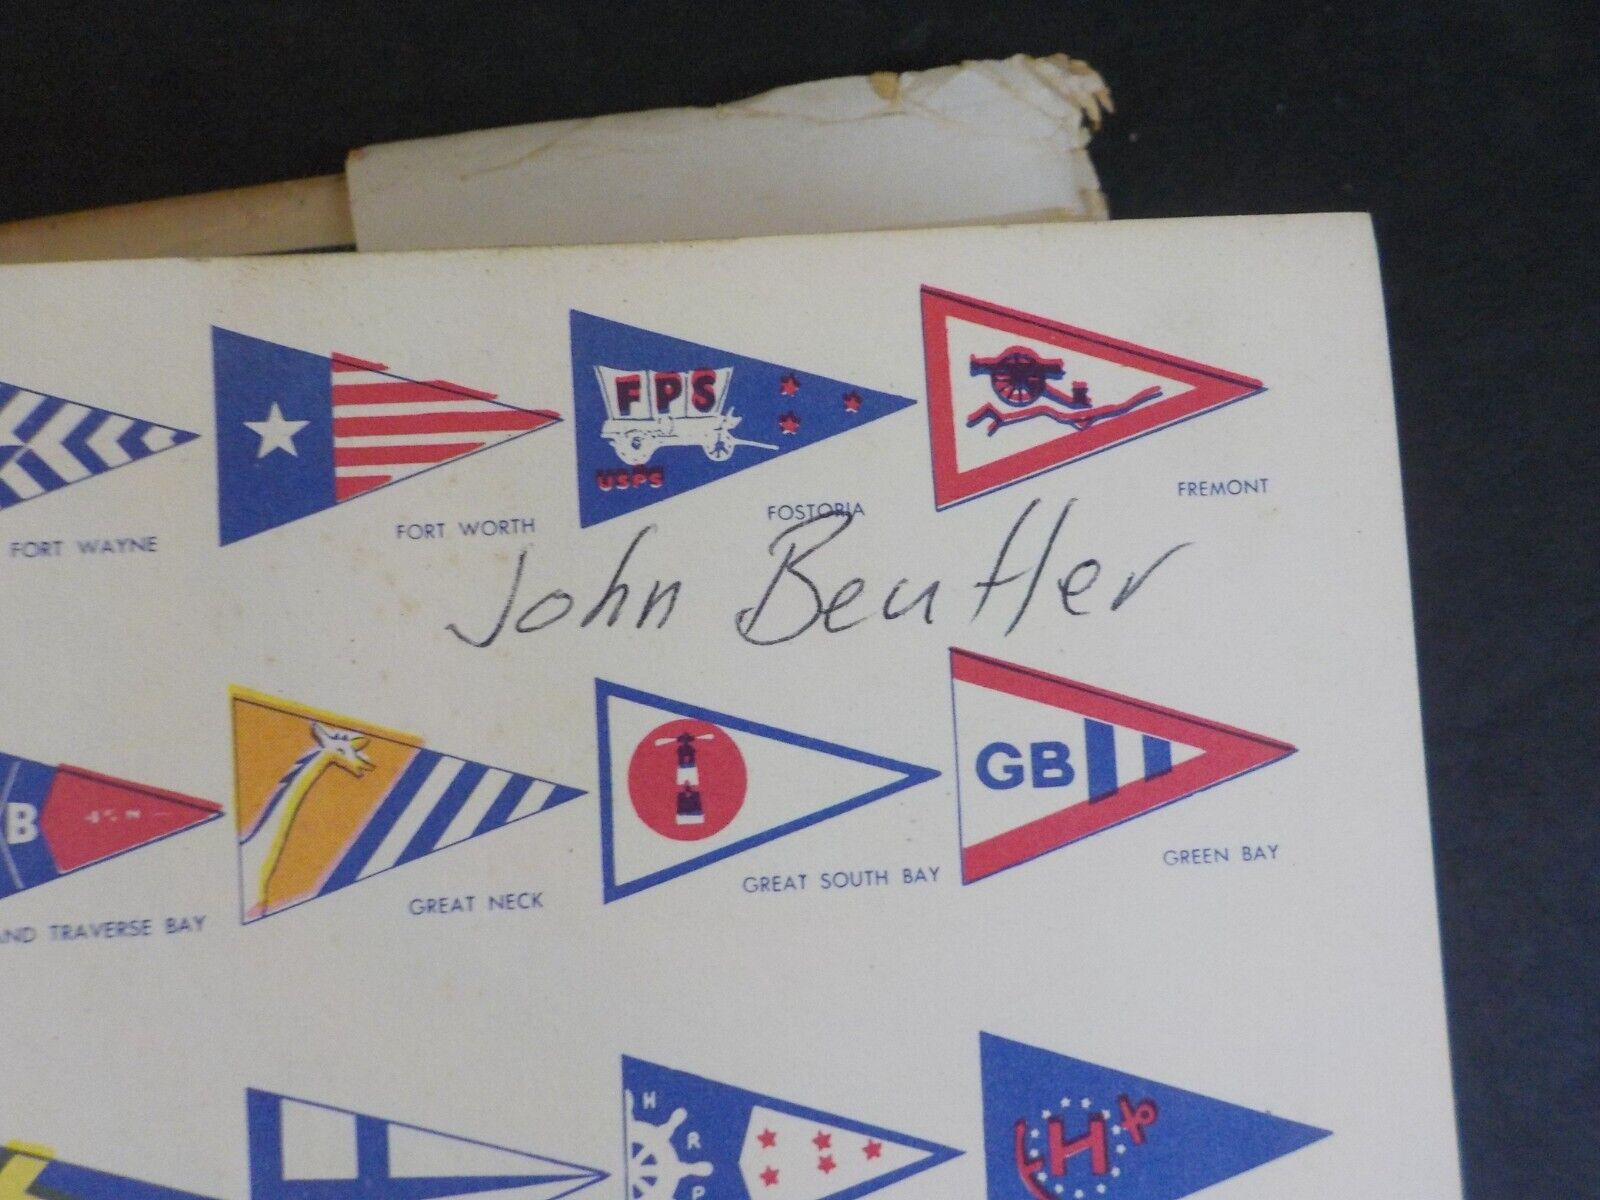 FPS
USPS
FORT WAYNE
FORT WORTH
FOSTORIA
FREMONT
John Beutler
B
GB
AND TRAVERSE BAY
GREAT NECK
GREAT SOUTH BAY
GREEN BAY
H
R
P
H